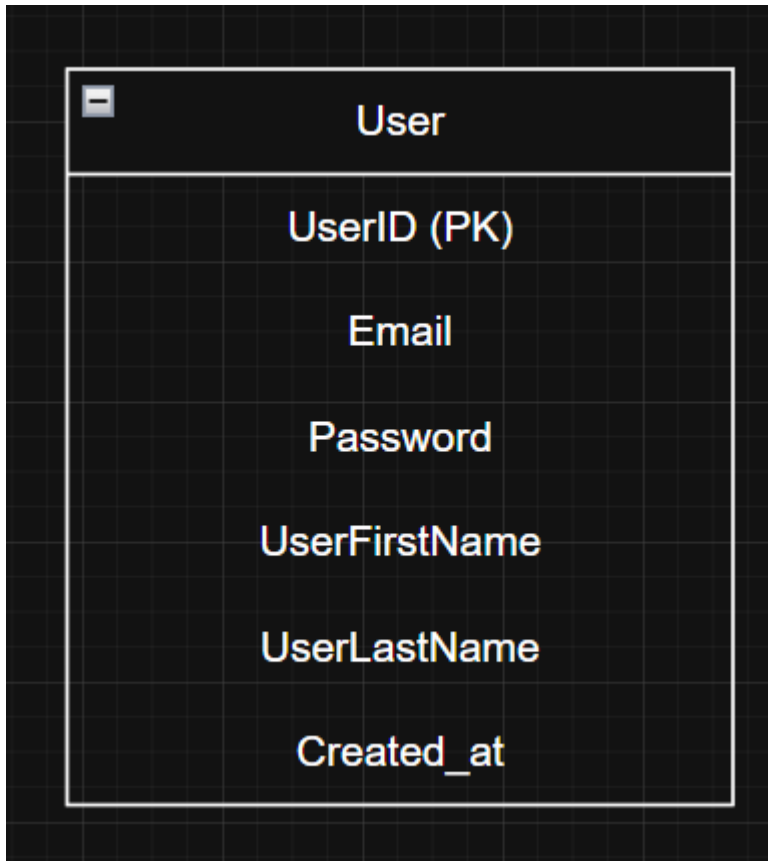 User
UserID (PK)
Email
Password
UserFirstName
UserLastName
Created_at